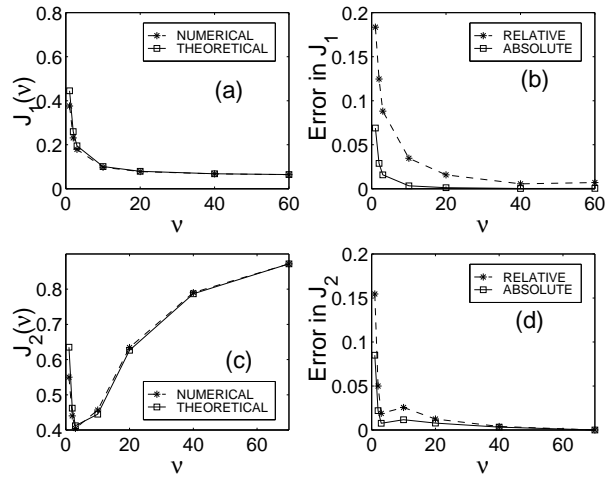 0.8
0.6
0.4
0.2
0
0
20
40
60
J1(ν)
ν
NUMERICAL
THEORETICAL
(a)
0.2
0.15
0.1
0.05
0
0
20
40
60
Error in J1
ν
RELATIVE
ABSOLUTE
(b)
0.8
0.7
0.6
0.5
0.4
0
20
40
60
J2(ν)
ν
(c)
NUMERICAL
THEORETICAL
0.2
0.15
0.1
0.05
0
0
20
40
60
Error in J2
ν
RELATIVE
ABSOLUTE
(d)